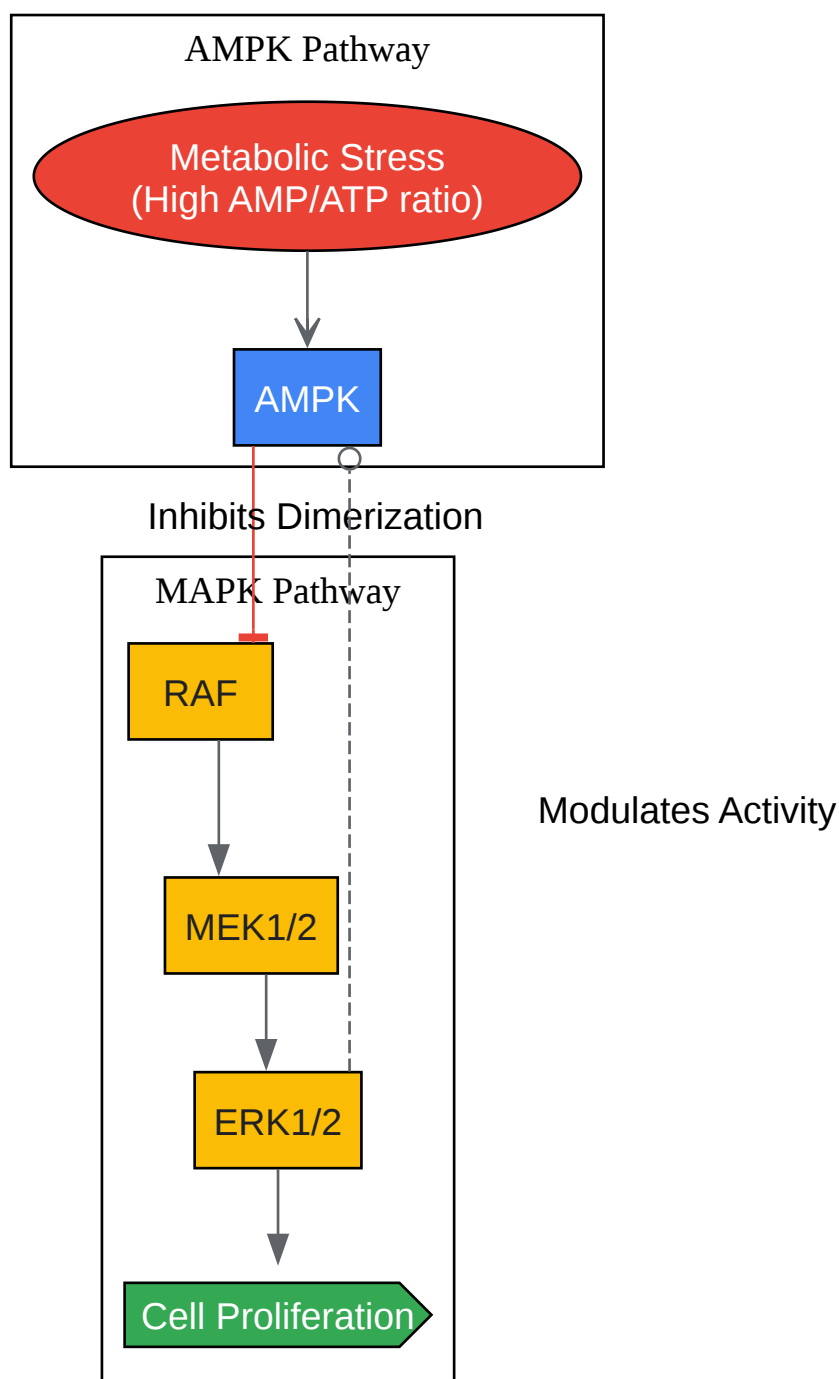 AMPK Pathway
Metabolic Stress
(High AMP/ATP ratio)
AMPK
Inhibits Dimerization
MAPK Pathway
RAF
Modulates Activity
MEK1/2
ERK1/2
Cell Proliferation